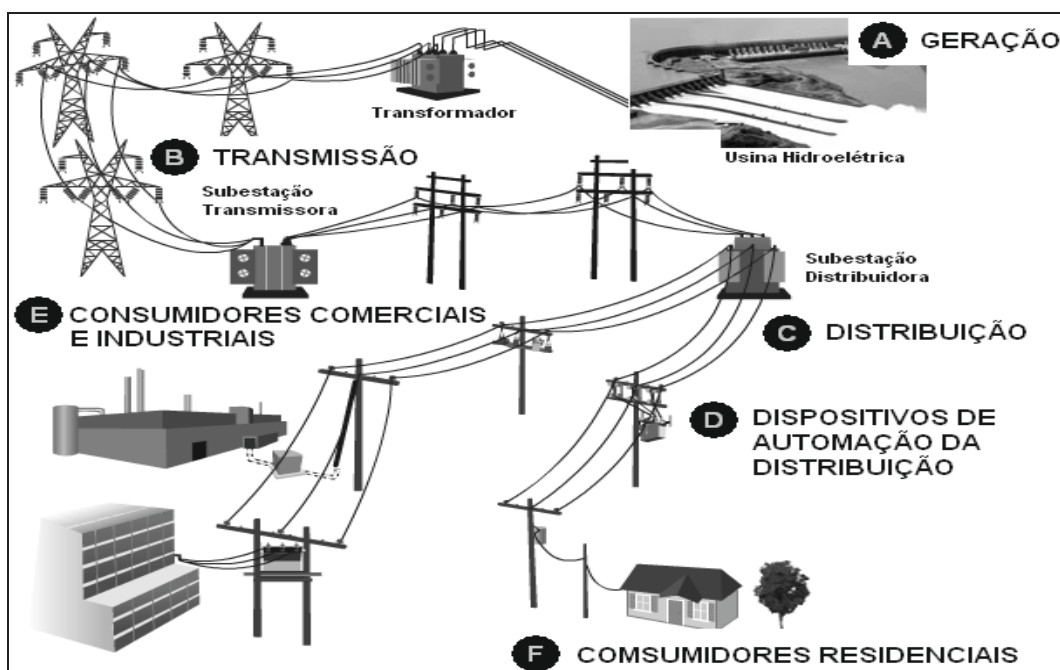 A GERAÇÃO
Transformador
Usina Hidroelétrica
B TRANSMISSÃO
Subestação
Transmissora
Subestação
Distribuidora
E CONSUMIDORES COMERCIAIS
E INDUSTRIAIS
C DISTRIBUIÇÃO
D DISPOSITIVOS DE
AUTOMAÇÃO DA
DISTRIBUIÇÃO
F COMSUMIDORES RESIDENCIAIS